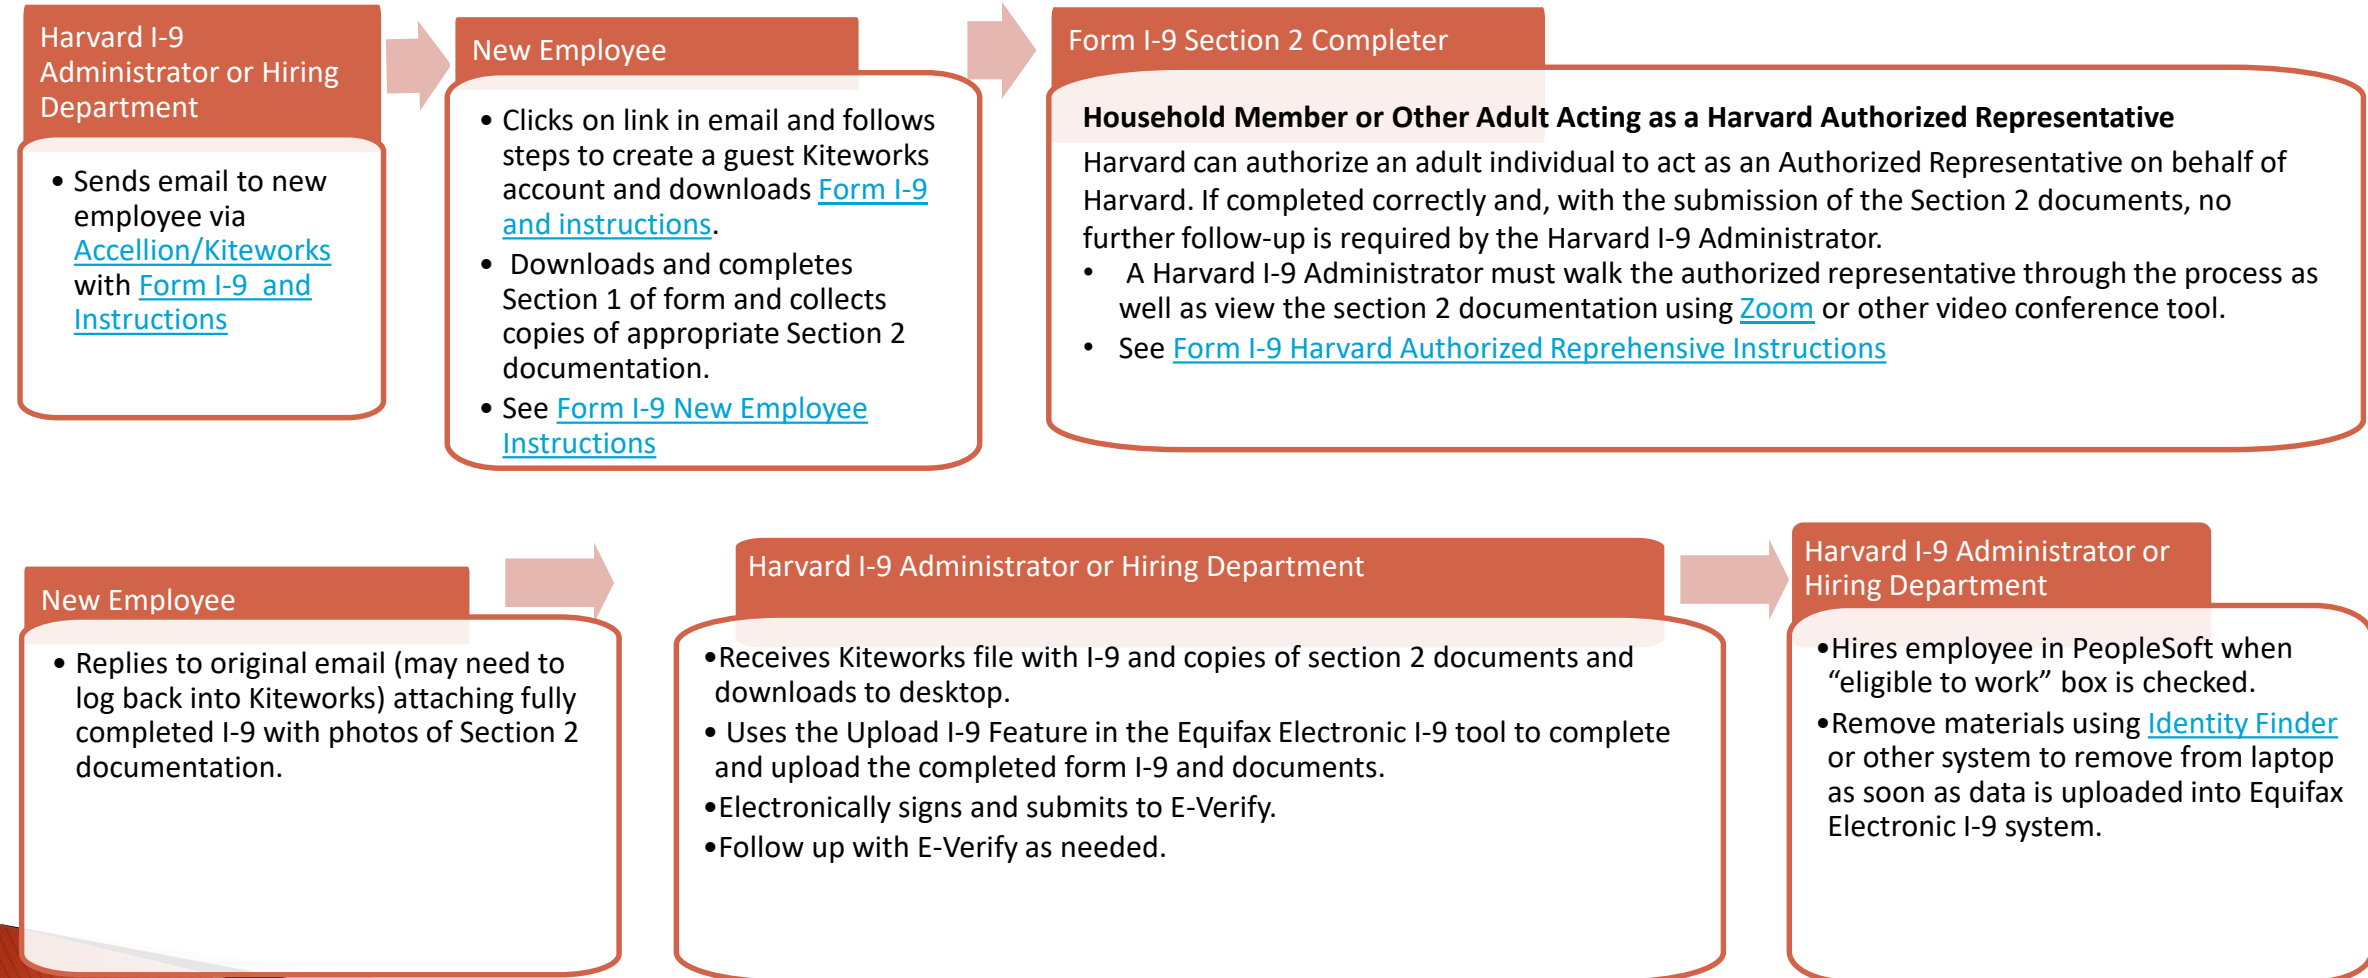 Harvard I-9
Administrator or Hiring
Department
• Sends email to new
employee via
Accellion/Kiteworks
with Form I-9  and
Instructions
New Employee
• Clicks on link in email and follows
steps to create a guest Kiteworks
account and downloads Form I-9
and instructions.
•  Downloads and completes
Section 1 of form and collects
copies of appropriate Section 2
documentation.
• See Form I-9 New Employee
Instructions
Form I-9 Section 2 Completer
Household Member or Other Adult Acting as a Harvard Authorized Representative
Harvard can authorize an adult individual to act as an Authorized Representative on behalf of
Harvard. If completed correctly and, with the submission of the Section 2 documents, no
further follow-up is required by the Harvard I-9 Administrator.
• A Harvard I-9 Administrator must walk the authorized representative through the process as
well as view the section 2 documentation using Zoom or other video conference tool.
• See Form I-9 Harvard Authorized Reprehensive Instructions
New Employee
• Replies to original email (may need to
log back into Kiteworks) attaching fully
completed I-9 with photos of Section 2
documentation.
Harvard I-9 Administrator or Hiring Department
•Receives Kiteworks file with I-9 and copies of section 2 documents and
downloads to desktop.
• Uses the Upload I-9 Feature in the Equifax Electronic I-9 tool to complete
and upload the completed form I-9 and documents.
•Electronically signs and submits to E-Verify.
•Follow up with E-Verify as needed.
Harvard I-9 Administrator or
Hiring Department
•Hires employee in PeopleSoft when
“eligible to work” box is checked.
•Remove materials using Identity Finder
or other system to remove from laptop
as soon as data is uploaded into Equifax
Electronic I-9 system.